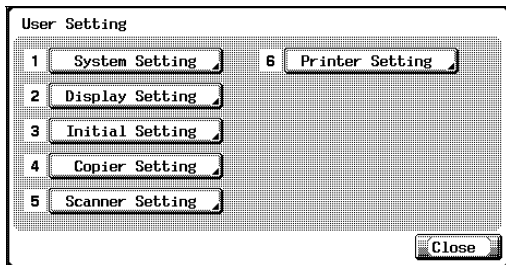 User Setting
1 System Setting
6 Printer Setting
2 Display Setting
3 Initial Setting
4 Copier Setting
5 Scanner Setting
Close